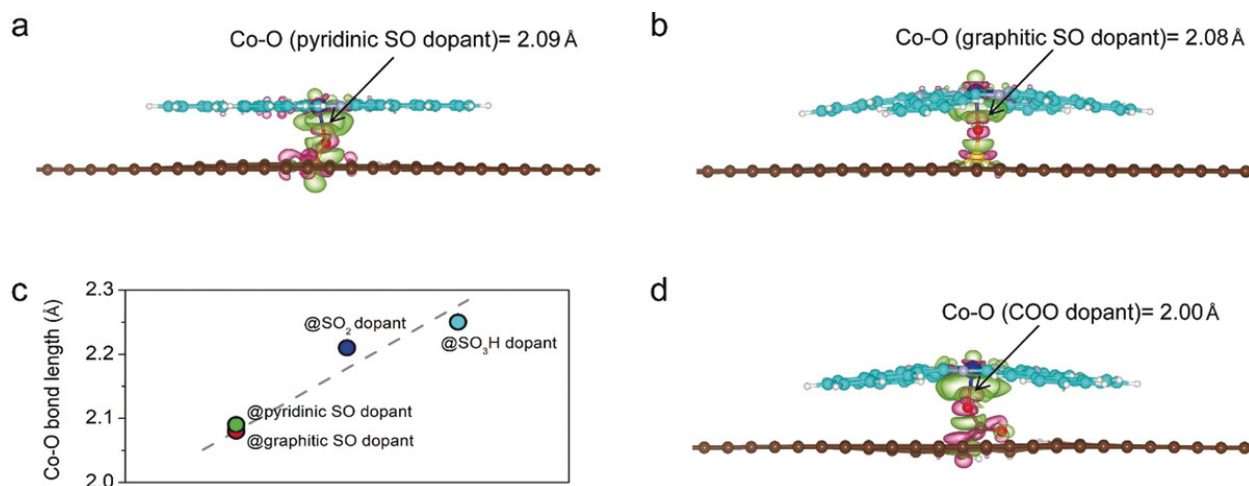 a
Co-O (pyridinic SO dopant)= 2.09 Å
b
Co-O (graphitic SO dopant)= 2.08 Å
c
Co-O bond length (Å)
2.3
2.2
2.1
2.0
@SO₂ dopant
@SO₃H dopant
@pyridinic SO dopant
@graphitic SO dopant
d
Co-O (COO dopant)= 2.00 Å